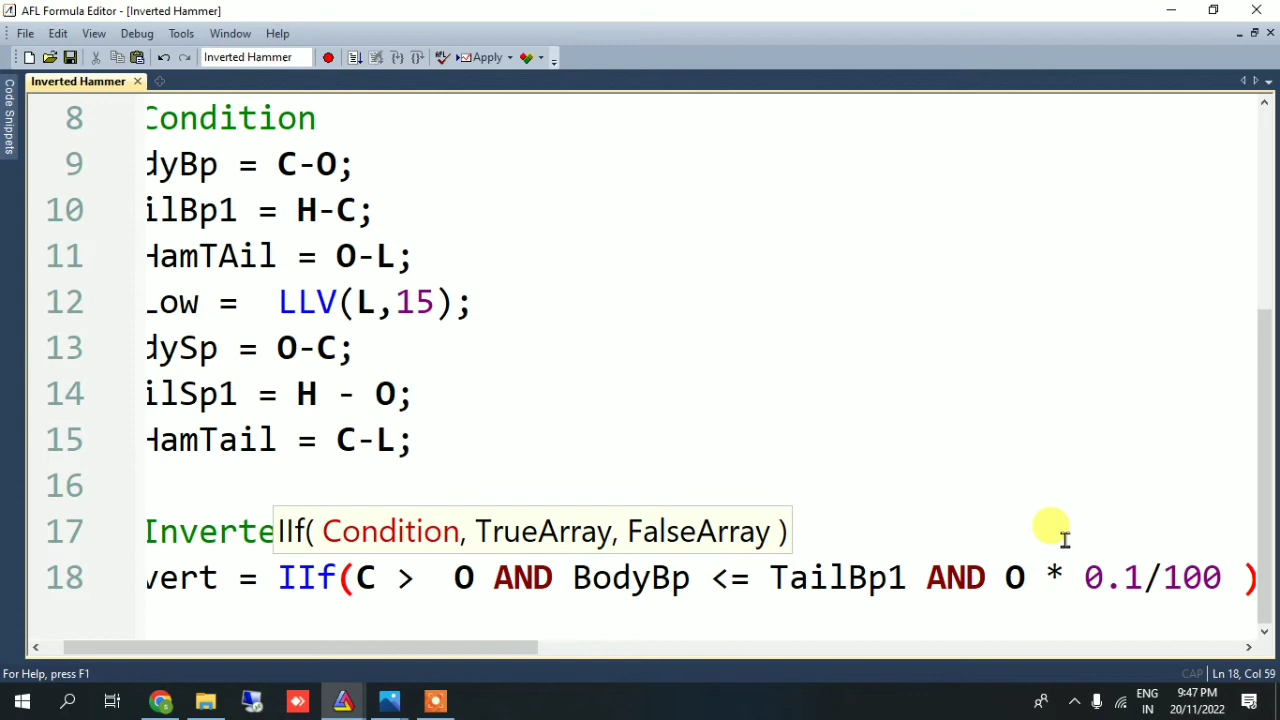 AFL Formula Editor - [Inverted Hammer]
File Edit View Debug Tools Window Help
Inverted Hammer Apply
Inverted Hammer
Code Snippets
8 Condition
9 dyBp = C-O;
10 ilBp1 = H-C;
11 HamTAil = O-L;
12 Low = LLV(L,15);
13 dySp = O-C;
14 ilSp1 = H - O;
15 HamTail = C-L;
16
17 Inverte IIf( Condition, TrueArray, FalseArray )
18 vert = IIf(C > O AND BodyBp <= TailBp1 AND O * 0.1/100 )
For Help, press F1 CAP Ln 18, Col 59
ENG 9:47 PM
IN 20/11/2022